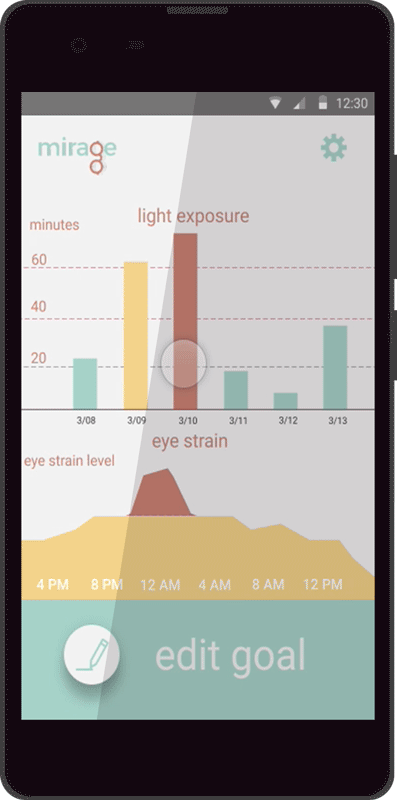 12:30
mirage
light exposure
minutes
60
40
20
3/08 3/09 3/10 3/11 3/12 3/13
eye strain
eye strain level
4 PM 8 PM 12 AM 4 AM 8 AM 12 PM
edit goal